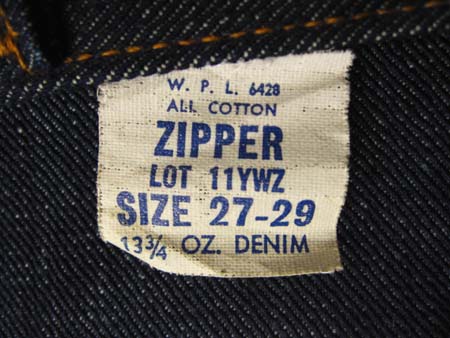 W. P. L. 6428
ALL COTTON
ZIPPER
LOT 11YWZ
SIZE 27-29
13¾ OZ. DENIM